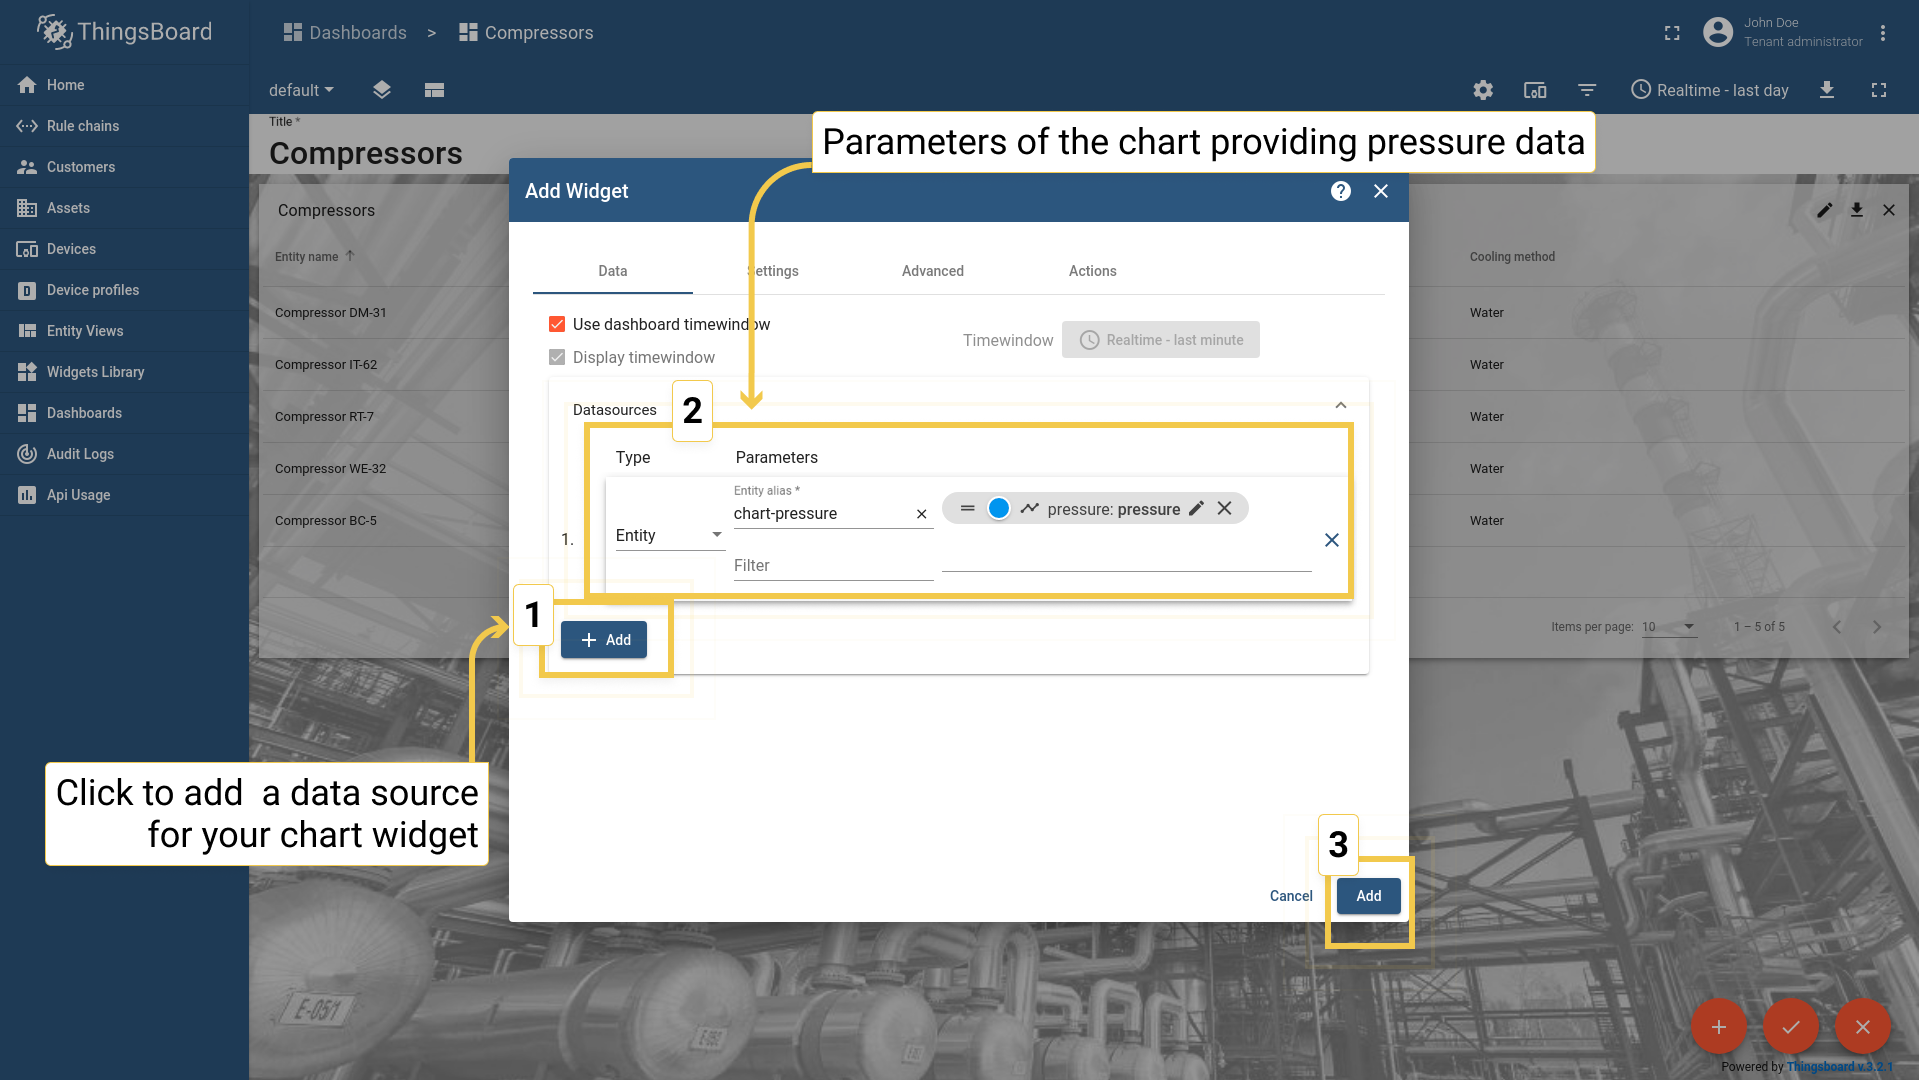 ThingsBoard
Dashboards > Compressors
John Doe
Tenant administrator
Home
Rule chains
Customers
Assets
Devices
Device profiles
Entity Views
Widgets Library
Dashboards
Audit Logs
Api Usage
default
Realtime - last day
Title *
Compressors
Parameters of the chart providing pressure data
Compressors
Entity name
Cooling method
Compressor DM-31
Water
Compressor IT-62
Water
Compressor RT-7
Water
Compressor WE-32
Water
Compressor BC-5
Water
Items per page: 10
1 – 5 of 5
Add Widget
Data
Settings
Advanced
Actions
Use dashboard timewindow
Display timewindow
Timewindow
Realtime - last minute
Datasources
2
Type
Parameters
1.
Entity
Entity alias *
chart-pressure
Filter
pressure: pressure
1
+ Add
Click to add a data source
for your chart widget
3
Cancel
Add
E-05/1
Powered by Thingsboard v.3.2.1